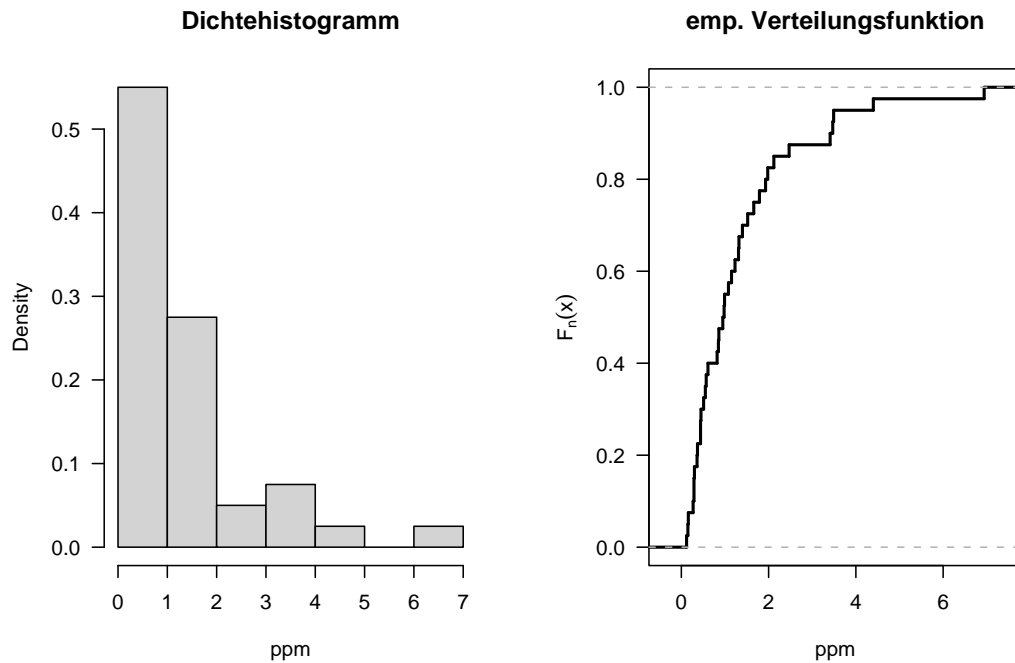 Dichtehistogramm
Density
0.5
0.4
0.3
0.2
0.1
0.0
0 1 2 3 4 5 6 7
ppm
emp. Verteilungsfunktion
Fn(x)
1.0
0.8
0.6
0.4
0.2
0.0
0 2 4 6
ppm